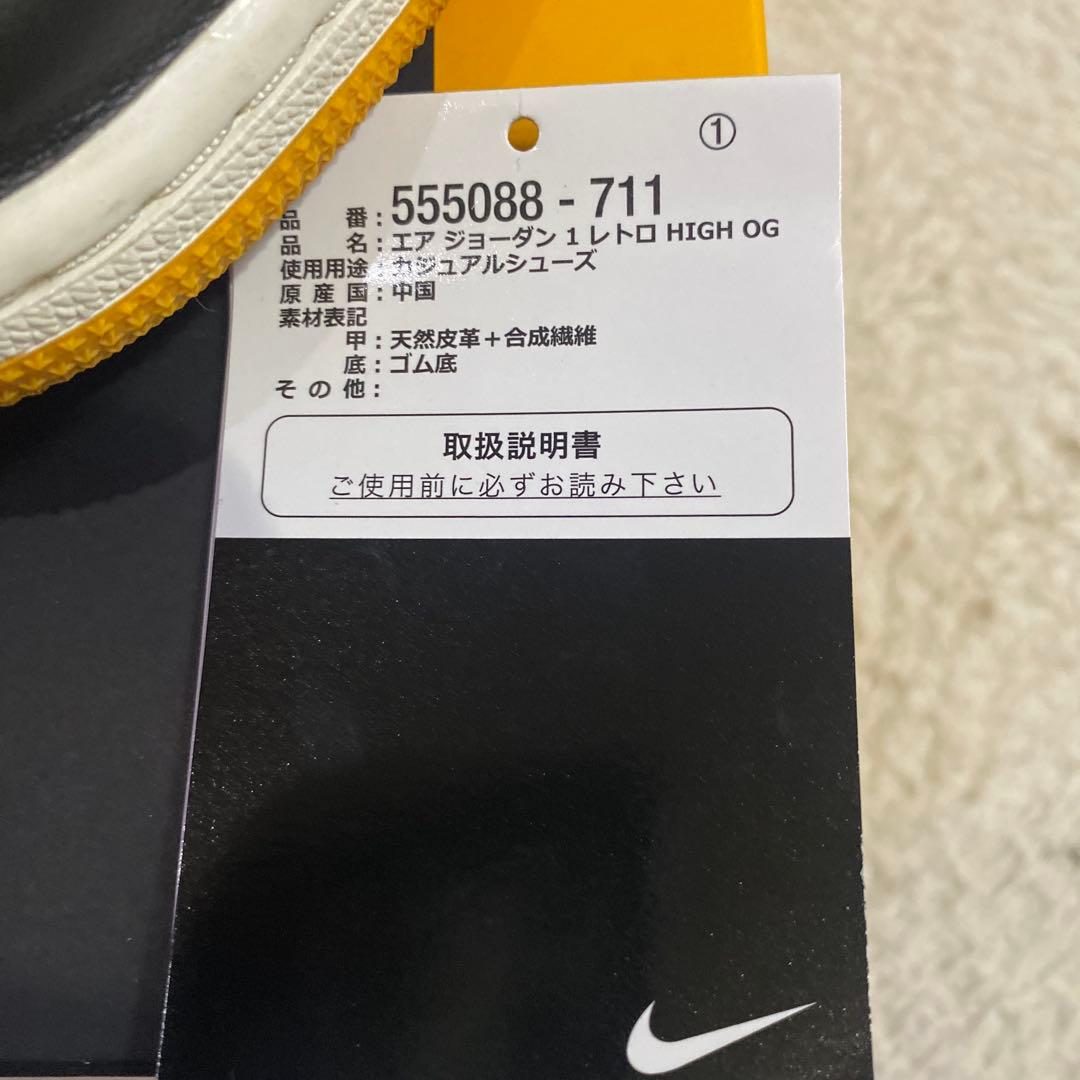 ①
品番：555088 - 711
品名：エア ジョーダン 1 レトロ HIGH OG
使用用途：カジュアルシューズ
原産国：中国
素材表記
甲：天然皮革＋合成繊維
底：ゴム底
その他：
取扱説明書
ご使用前に必ずお読み下さい